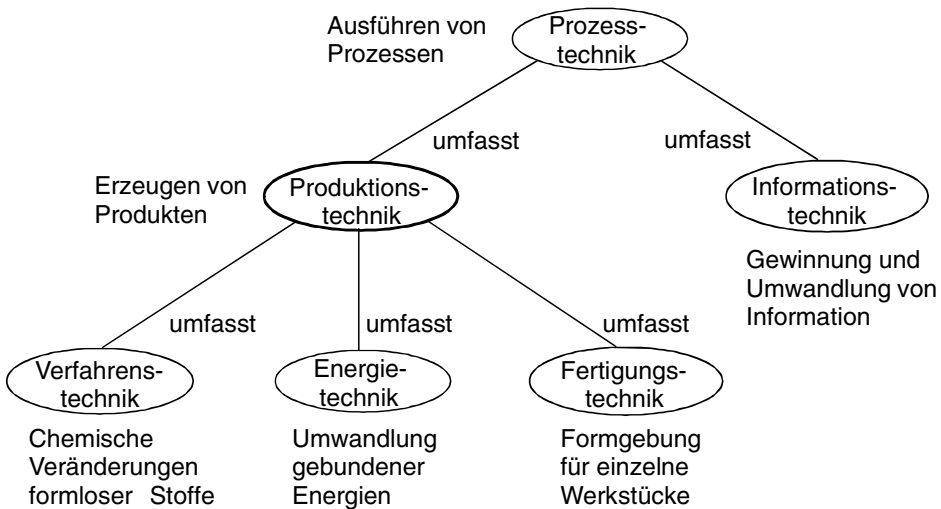 Ausführen von
Prozessen
Prozess-
technik
umfasst
umfasst
Erzeugen von
Produkten
Produktions-
technik
Informations-
technik
Gewinnung und
Umwandlung von
Information
umfasst
umfasst
umfasst
Verfahrens-
technik
Energie-
technik
Fertigungs-
technik
Chemische
Veränderungen
formloser Stoffe
Umwandlung
gebundener
Energien
Formgebung
für einzelne
Werkstücke